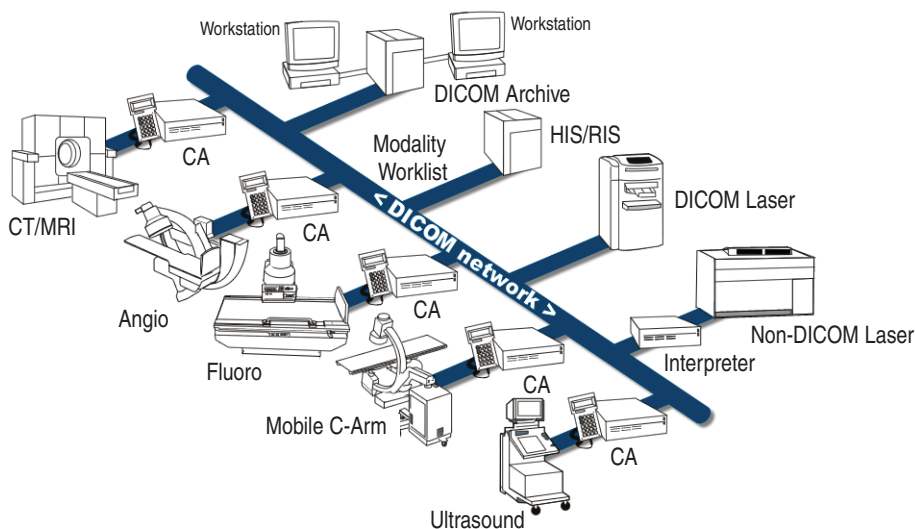 Workstation
Workstation
DICOM Archive
CA
HIS/RIS
Modality
Worklist
CT/MRI
CA
DICOM Laser
< DICOM network >
Angio
CA
Non-DICOM Laser
Interpreter
Fluoro
CA
Mobile C-Arm
CA
Ultrasound